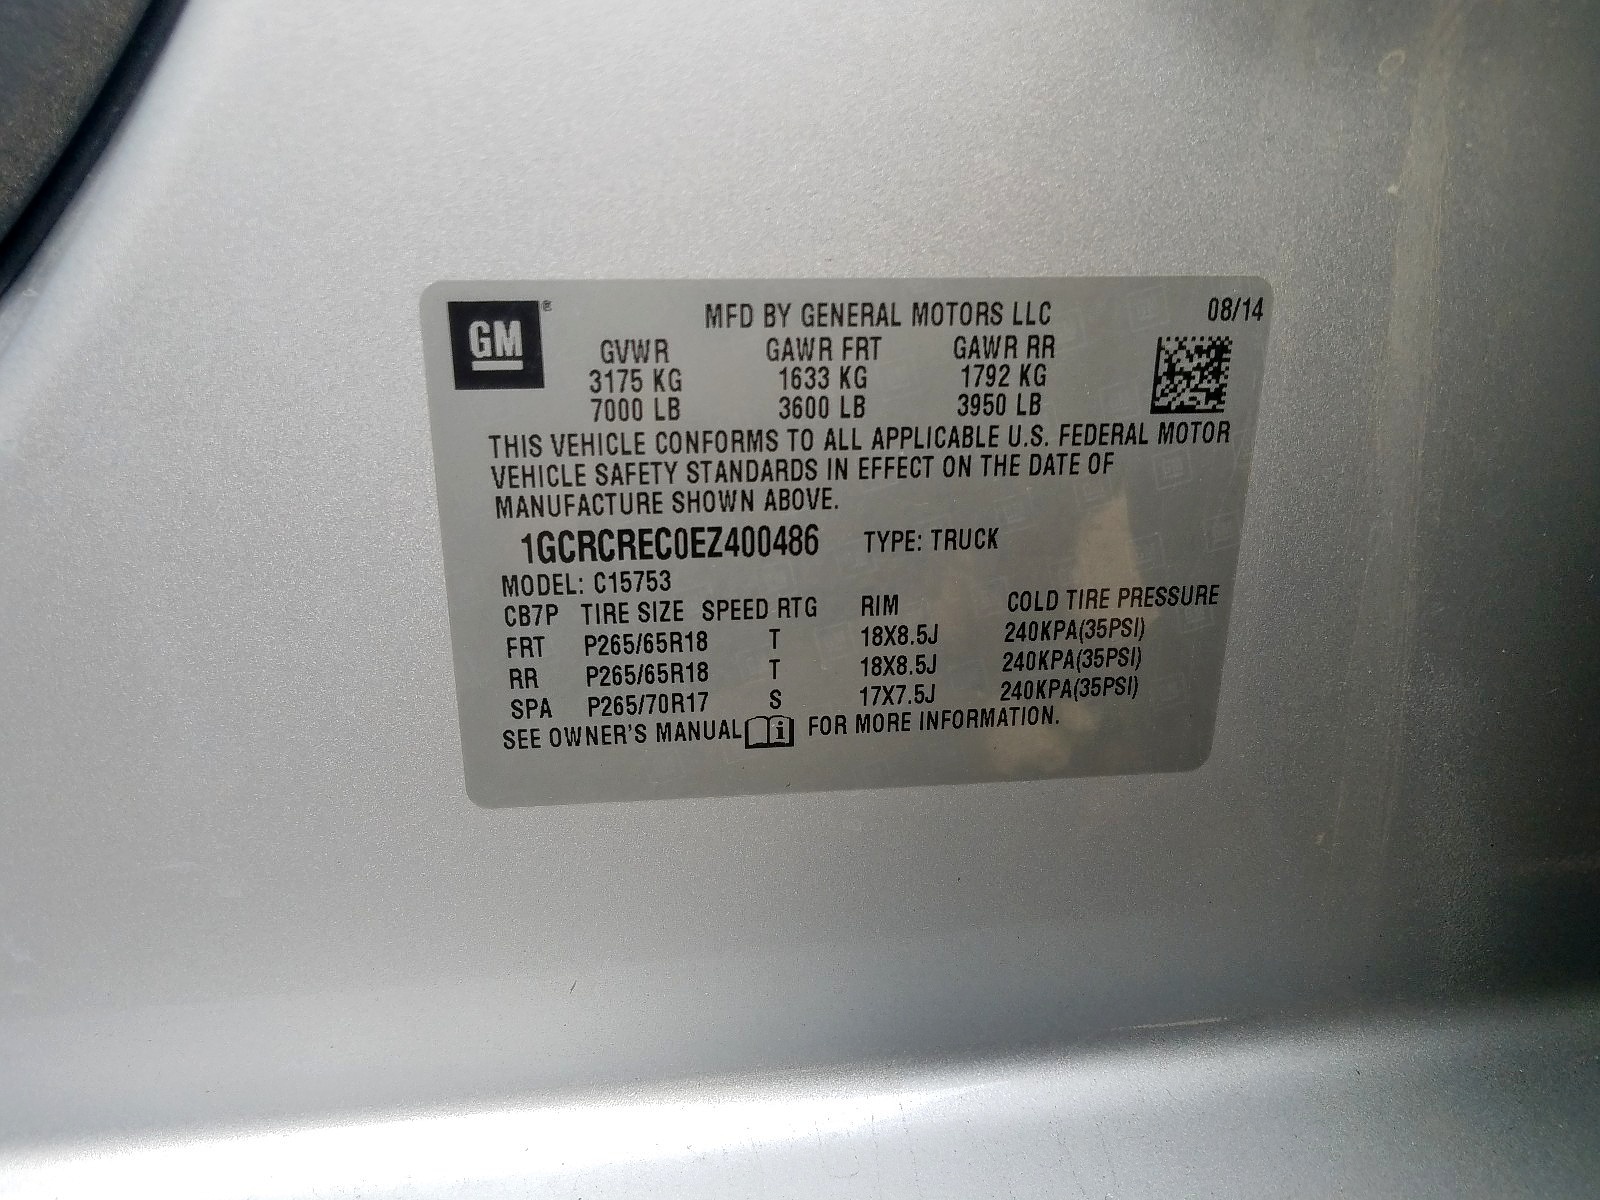 GM® MFD BY GENERAL MOTORS LLC 08/14
GVWR GAWR FRT GAWR RR
3175 KG 1633 KG 1792 KG
7000 LB 3600 LB 3950 LB
THIS VEHICLE CONFORMS TO ALL APPLICABLE U.S. FEDERAL MOTOR
VEHICLE SAFETY STANDARDS IN EFFECT ON THE DATE OF
MANUFACTURE SHOWN ABOVE.
1GCRCREC0EZ400486 TYPE: TRUCK
MODEL: C15753
CB7P TIRE SIZE SPEED RTG RIM COLD TIRE PRESSURE
FRT P265/65R18 T 18X8.5J 240KPA(35PSI)
RR P265/65R18 T 18X8.5J 240KPA(35PSI)
SPA P265/70R17 S 17X7.5J 240KPA(35PSI)
SEE OWNER'S MANUAL i FOR MORE INFORMATION.